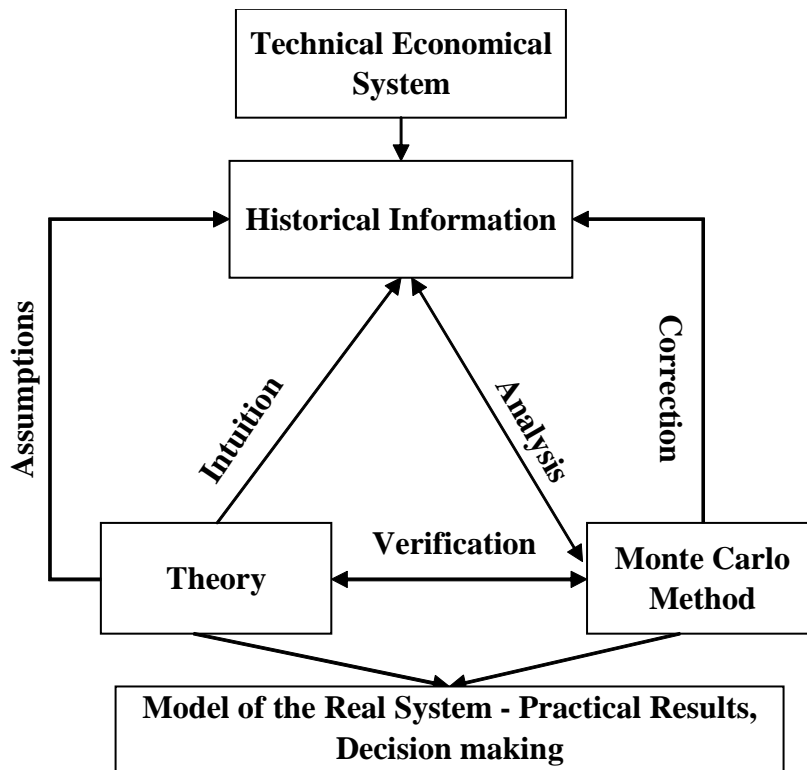 Technical Economical
System
Historical Information
Assumptions
Intuition
Analysis
Correction
Verification
Theory
Monte Carlo
Method
Model of the Real System - Practical Results,
Decision making